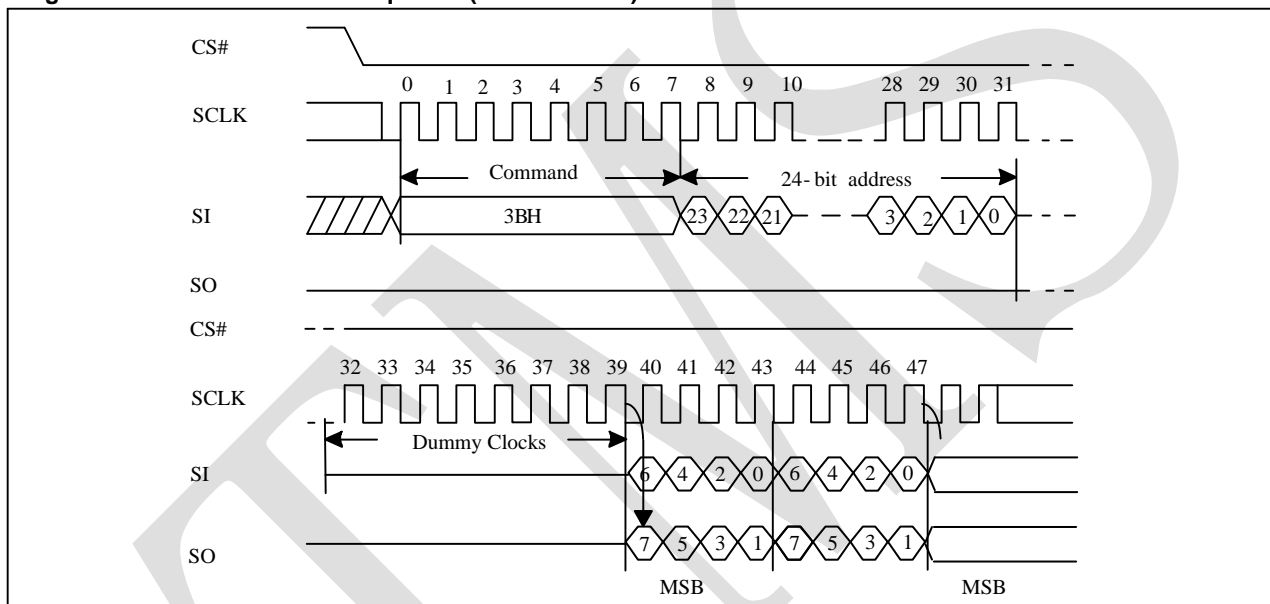 CS#
0 1 2 3 4 5 6 7 8 9 10 28 29 30 31
SCLK
Command
24- bit address
SI
3BH
23 22 21 3 2 1 0
SO
CS#
32 33 34 35 36 37 38 39 40 41 42 43 44 45 46 47
SCLK
Dummy Clocks
SI
6 4 2 0 6 4 2 0
SO
7 5 3 1 7 5 3 1
MSB MSB